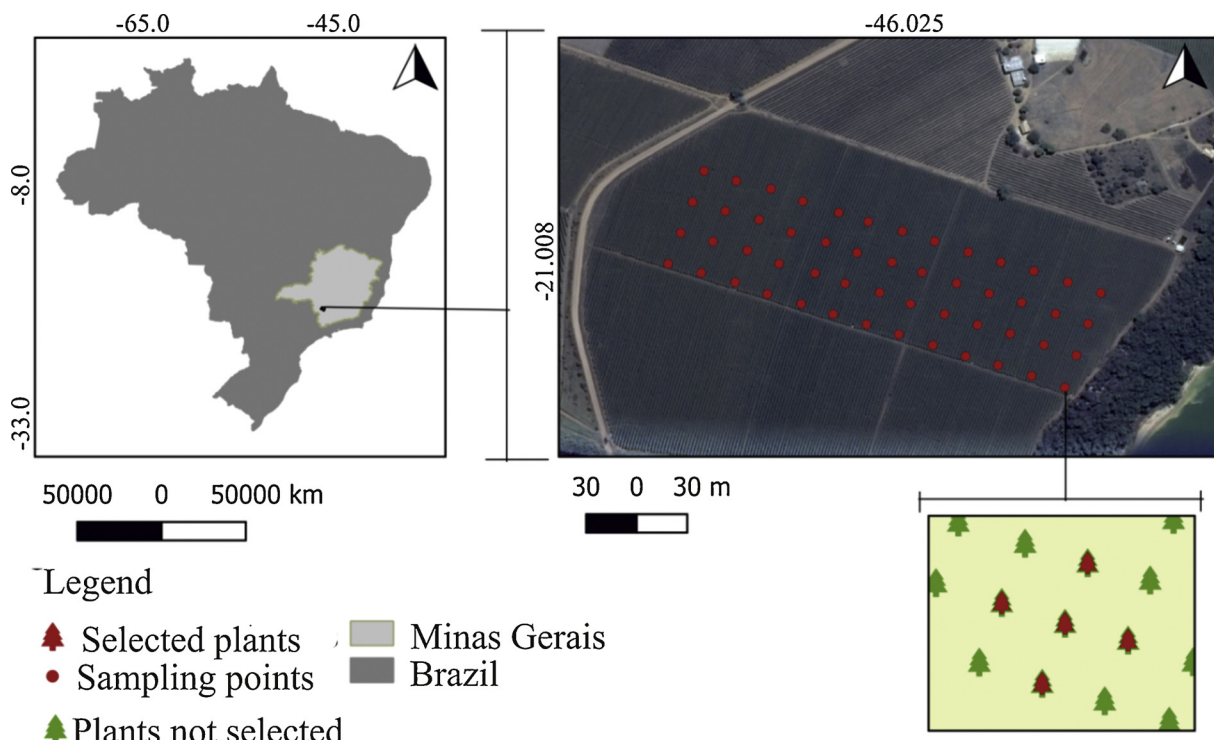 -65.0 -45.0
-46.025
-8.0
-33.0
-21.008
50000 0 50000 km
30 0 30 m
Legend
Selected plants
Minas Gerais
Sampling points
Brazil
Plants not selected